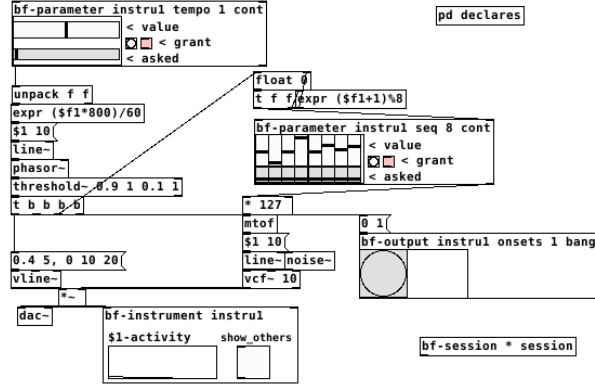 bf-parameter instru1 tempo 1 cont
< value
< grant
< asked
pd declares
unpack f f
expr ($f1*800)/60
$1 10
line~
phasor~
threshold~ 0.9 1 0.1 1
t b b b b
float 0
t f f
expr ($f1+1)%8
bf-parameter instru1 seq 8 cont
< value
< grant
< asked
* 127
mtof
$1 10
line~
noise~
vcf~ 10
0 1
bf-output instru1 onsets 1 bang
0.4 5, 0 10 20
vline~
*~
dac~
bf-instrument instru1
$1-activity
show_others
bf-session * session